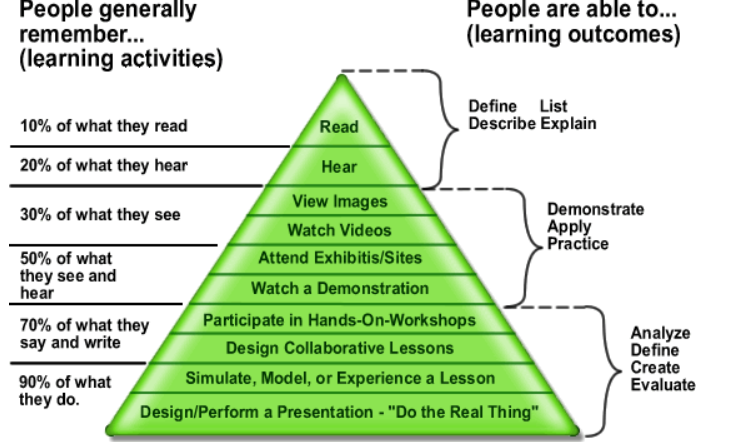 People generally
remember...
(learning activities)
People are able to...
(learning outcomes)
10% of what they read
20% of what they hear
30% of what they see
50% of what
they see and
hear
70% of what they
say and write
90% of what
they do.
Read
Hear
View Images
Watch Videos
Attend Exhibitis/Sites
Watch a Demonstration
Participate in Hands-On-Workshops
Design Collaborative Lessons
Simulate, Model, or Experience a Lesson
Design/Perform a Presentation - "Do the Real Thing"
Define List
Describe Explain
Demonstrate
Apply
Practice
Analyze
Define
Create
Evaluate